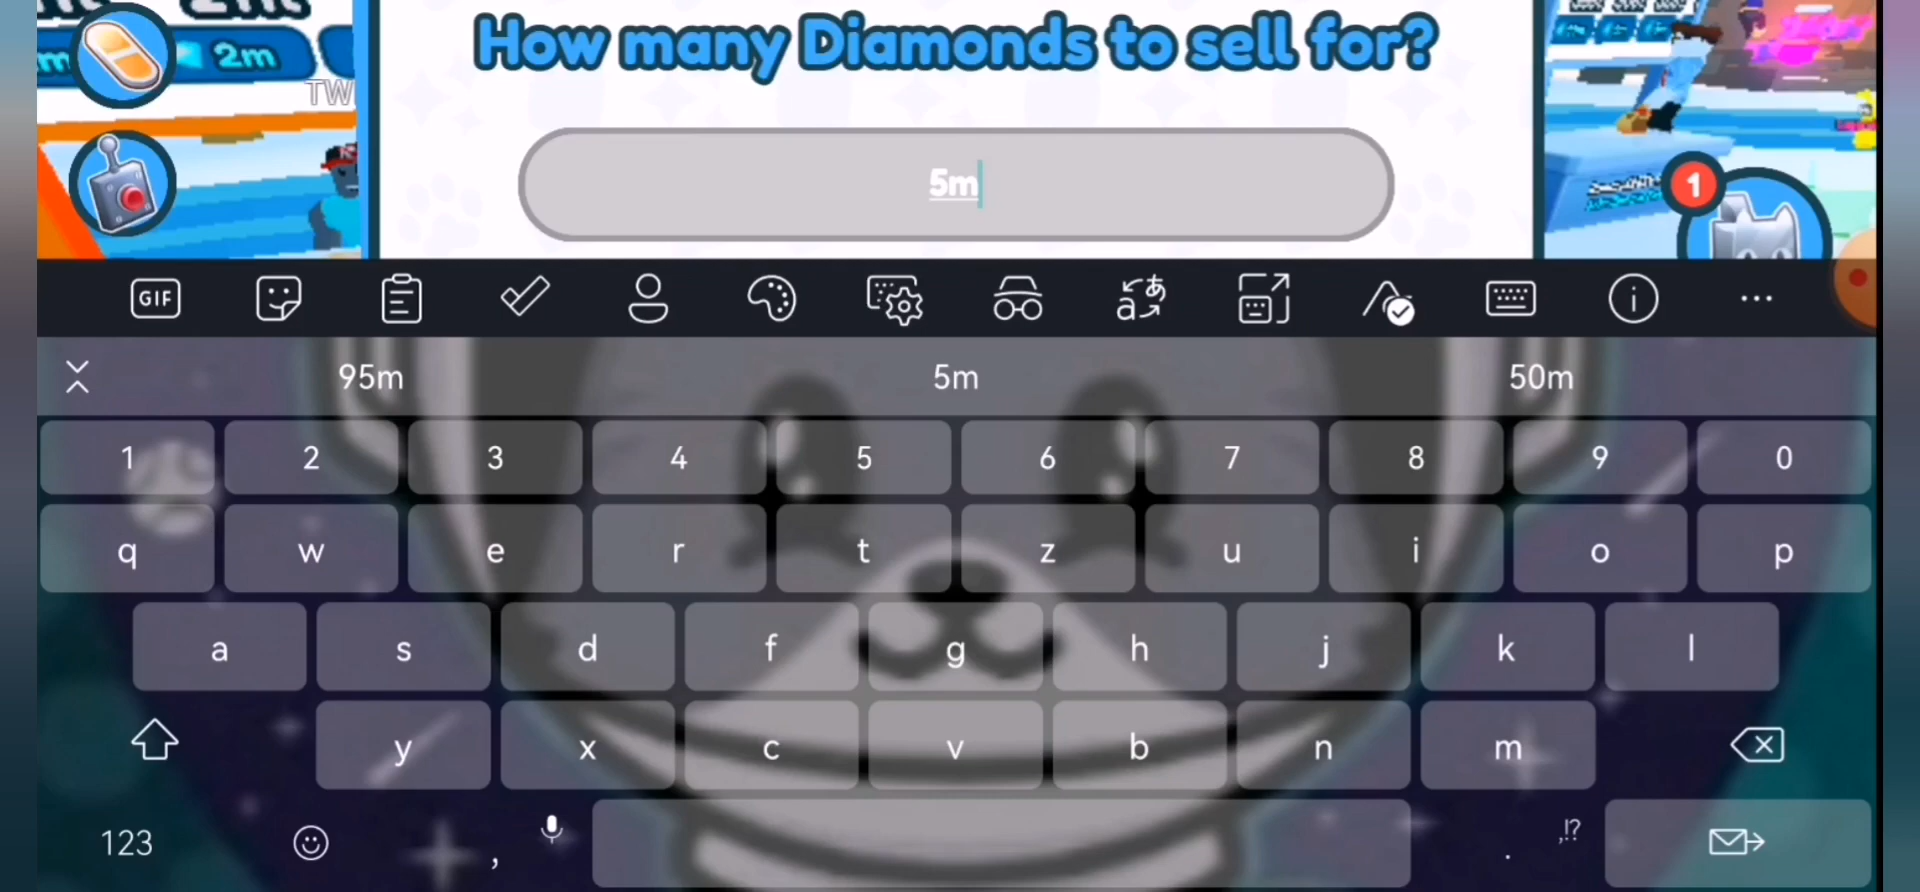 2m
TW
How many Diamonds to sell for?
5m
1
GIF
95m 5m 50m
1 2 3 4 5 6 7 8 9 0
q w e r t z u i o p
a s d f g h j k l
y x c v b n m
123 , . ,!?